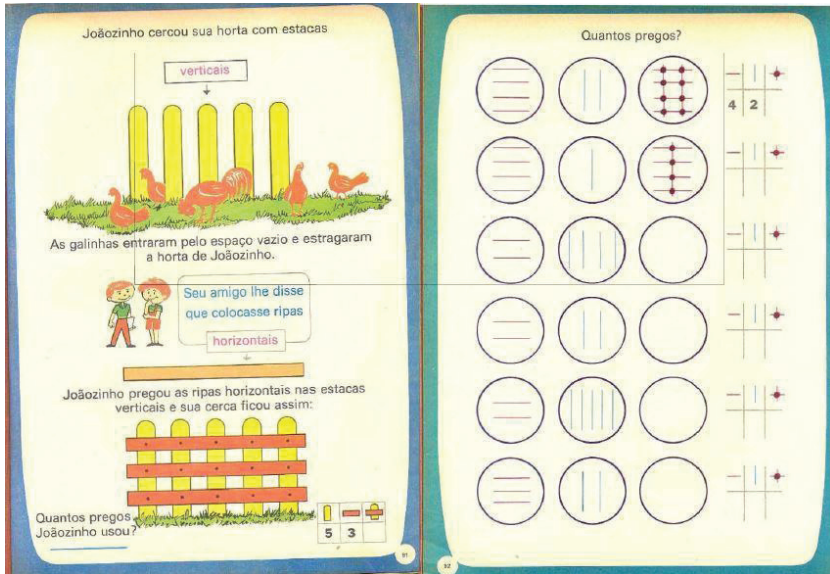 Joãozinho cercou sua horta com estacas
verticais
As galinhas entraram pelo espaço vazio e estragaram
a horta de Joãozinho.
Seu amigo lhe disse
que colocasse ripas
horizontais
Joãozinho pregou as ripas horizontais nas estacas
verticais e sua cerca ficou assim:
Quantos pregos
Joãozinho usou?
5 3
91
Quantos pregos?
4 2
92